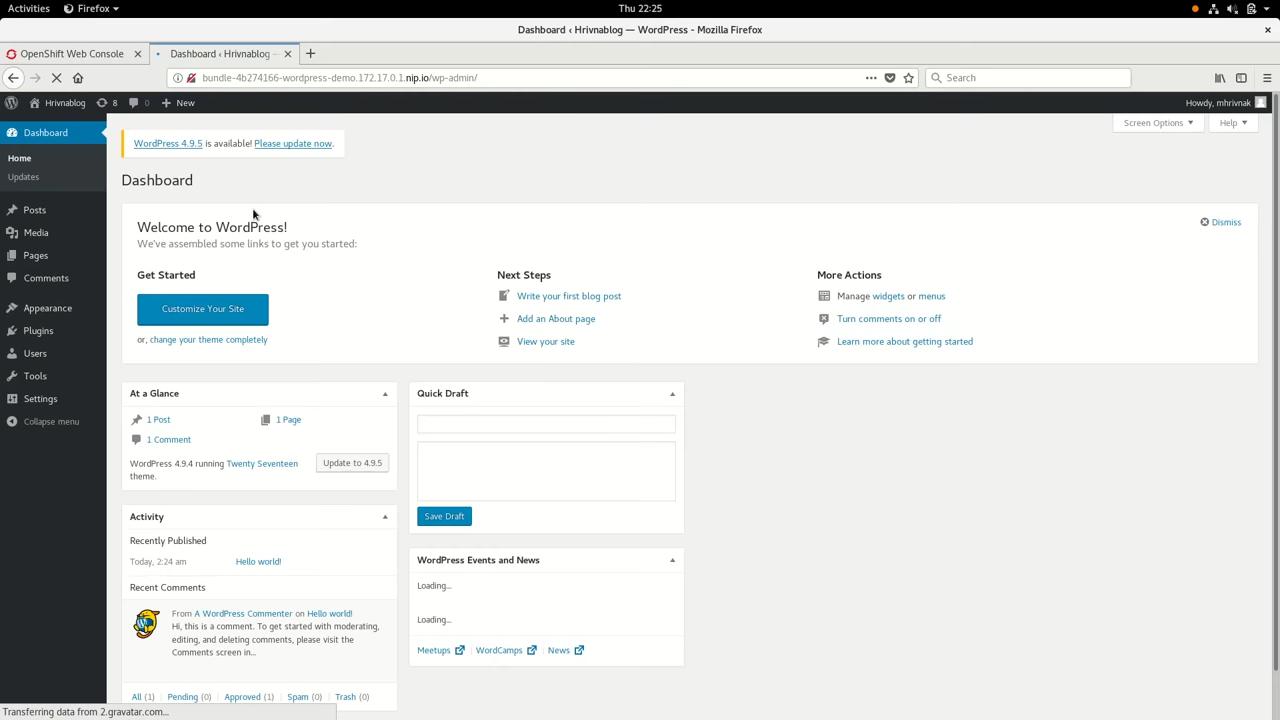 Activities Firefox ▾ Thu 22:25
Dashboard ‹ Hrivnablog — WordPress - Mozilla Firefox
OpenShift Web Console Dashboard ‹ Hrivnablog —
bundle-4b274166-wordpress-demo.172.17.0.1.nip.io/wp-admin/ Search
Hrivnablog 8 0 New Howdy, mhrivnak
Dashboard
Home
Updates
Posts
Media
Pages
Comments
Appearance
Plugins
Users
Tools
Settings
Collapse menu
Screen Options Help
WordPress 4.9.5 is available! Please update now.
Dashboard
Welcome to WordPress!
We've assembled some links to get you started:
Dismiss
Get Started
Customize Your Site
or, change your theme completely
Next Steps
Write your first blog post
Add an About page
View your site
More Actions
Manage widgets or menus
Turn comments on or off
Learn more about getting started
At a Glance
1 Post 1 Page
1 Comment
WordPress 4.9.4 running Twenty Seventeen
theme.
Update to 4.9.5
Activity
Recently Published
Today, 2:24 am Hello world!
Recent Comments
From A WordPress Commenter on Hello world!
Hi, this is a comment. To get started with moderating,
editing, and deleting comments, please visit the
Comments screen in…
All (1) Pending (0) Approved (1) Spam (0) Trash (0)
Quick Draft
Save Draft
WordPress Events and News
Loading…
Loading…
Meetups WordCamps News
Transferring data from 2.gravatar.com…